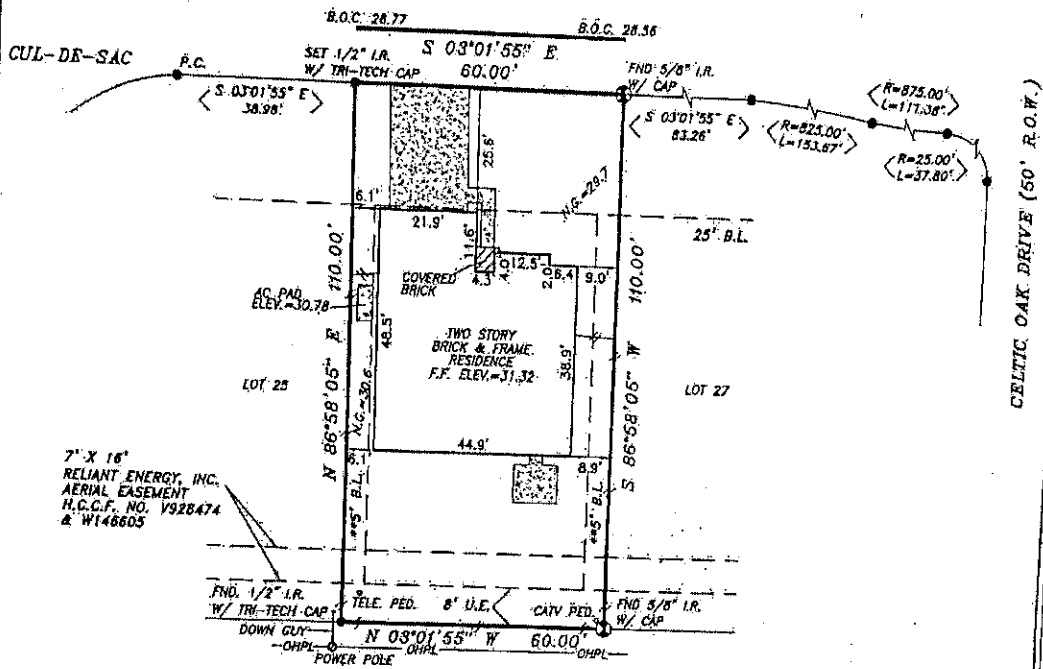 B.O.C. 28.77
B.O.C. 28.56
CUL-DE-SAC
P.C.
SET 1/2" I.R.
W/ TRI-TECH CAP
S 03°01'55" E
60.00'
FND 5/8" I.R.
W/ CAP
S 03°01'55" E
38.98'
S 03°01'55" E
83.26'
R=825.00'
L=153.67'
R=875.00'
L=117.38'
R=25.00'
L=37.80'
CELTIC OAK DRIVE (50' R.O.W.)
25.6'
N.G.=29.7
6.1'
21.9'
11.6'
25' B.L.
COVERED
BRICK
4.3
4.0
12.5'
2.0
6.4
9.0'
110.00'
110.00'
AC PAD
ELEV.=30.78
48.5'
TWO STORY
BRICK & FRAME
RESIDENCE
F.F. ELEV.=31.32
38.9'
LOT 25
LOT 27
N 86°58'05" E
N.G.=30.6
S 86°58'05" W
44.9'
6.1'
8.9'
**5' B.L.
**5' B.L.
7' X 16'
RELIANT ENERGY, INC.
AERIAL EASEMENT
H.C.C.F. NO. V928474
& W146605
FND. 1/2" I.R.
W/ TRI-TECH CAP
TELE. PED.
8' U.E.
CATV PED.
FND 5/8" I.R.
W/ CAP
DOWN GUY
N 03°01'55" W
60.00'
OHPL
OHPL
OHPL
POWER POLE